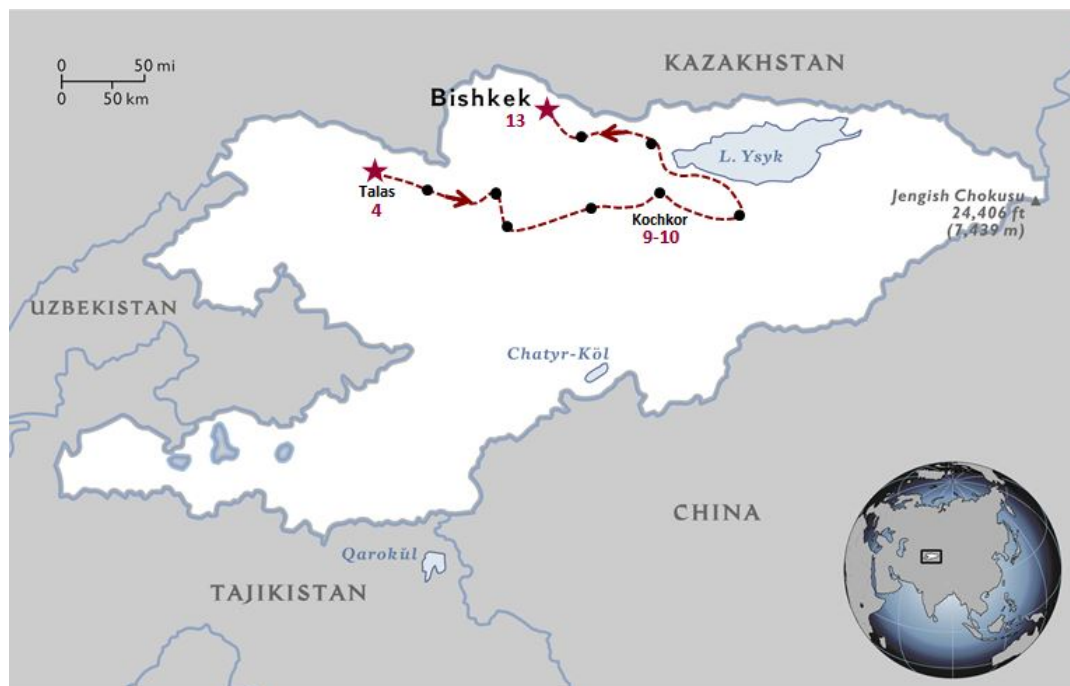 0 50 mi
0 50 km
KAZAKHSTAN
Bishkek
13
L. Ysyk
Talas
4
Kochkor
9-10
Jengish Chokusu
24,406 ft
(7,439 m)
UZBEKISTAN
Chatyr-Köl
CHINA
Qarokŭl
TAJIKISTAN